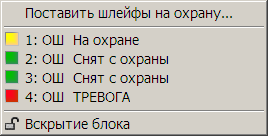 Поставить шлейфы на охрану...
1: ОШ На охране
2: ОШ Снят с охраны
3: ОШ Снят с охраны
4: ОШ ТРЕВОГА
Вскрытие блока